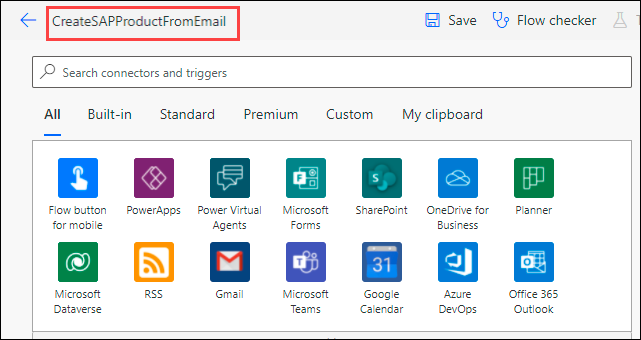 CreateSAPProductFromEmail
Save
Flow checker
Search connectors and triggers
All
Built-in
Standard
Premium
Custom
My clipboard
Flow button
for mobile
PowerApps
Power Virtual
Agents
Microsoft
Forms
SharePoint
OneDrive for
Business
Planner
Microsoft
Dataverse
RSS
Gmail
Microsoft
Teams
31
Google
Calendar
Azure
DevOps
Office 365
Outlook